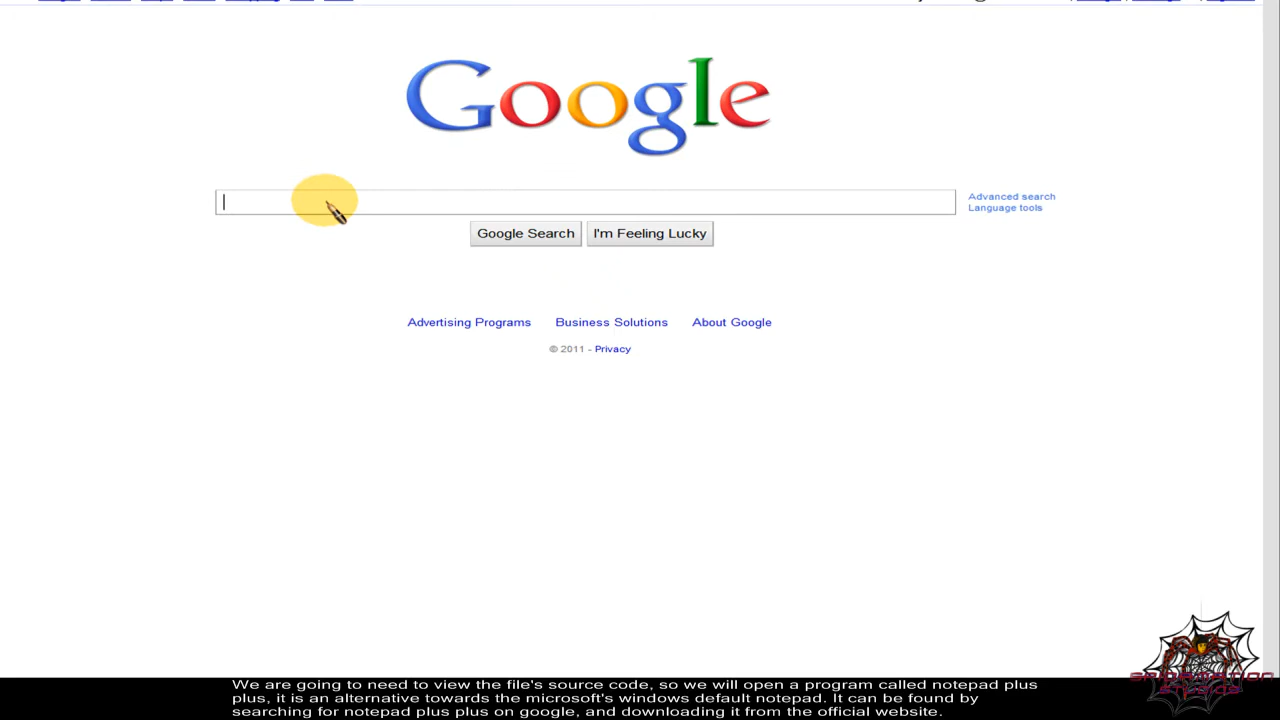 Google
Advanced search
Language tools
Google Search
I'm Feeling Lucky
Advertising Programs
Business Solutions
About Google
© 2011 - Privacy
SPIDERMATION
STUDIOS
We are going to need to view the file's source code, so we will open a program called notepad plus
plus, it is an alternative towards the microsoft's windows default notepad. It can be found by
searching for notepad plus plus on google, and downloading it from the official website.